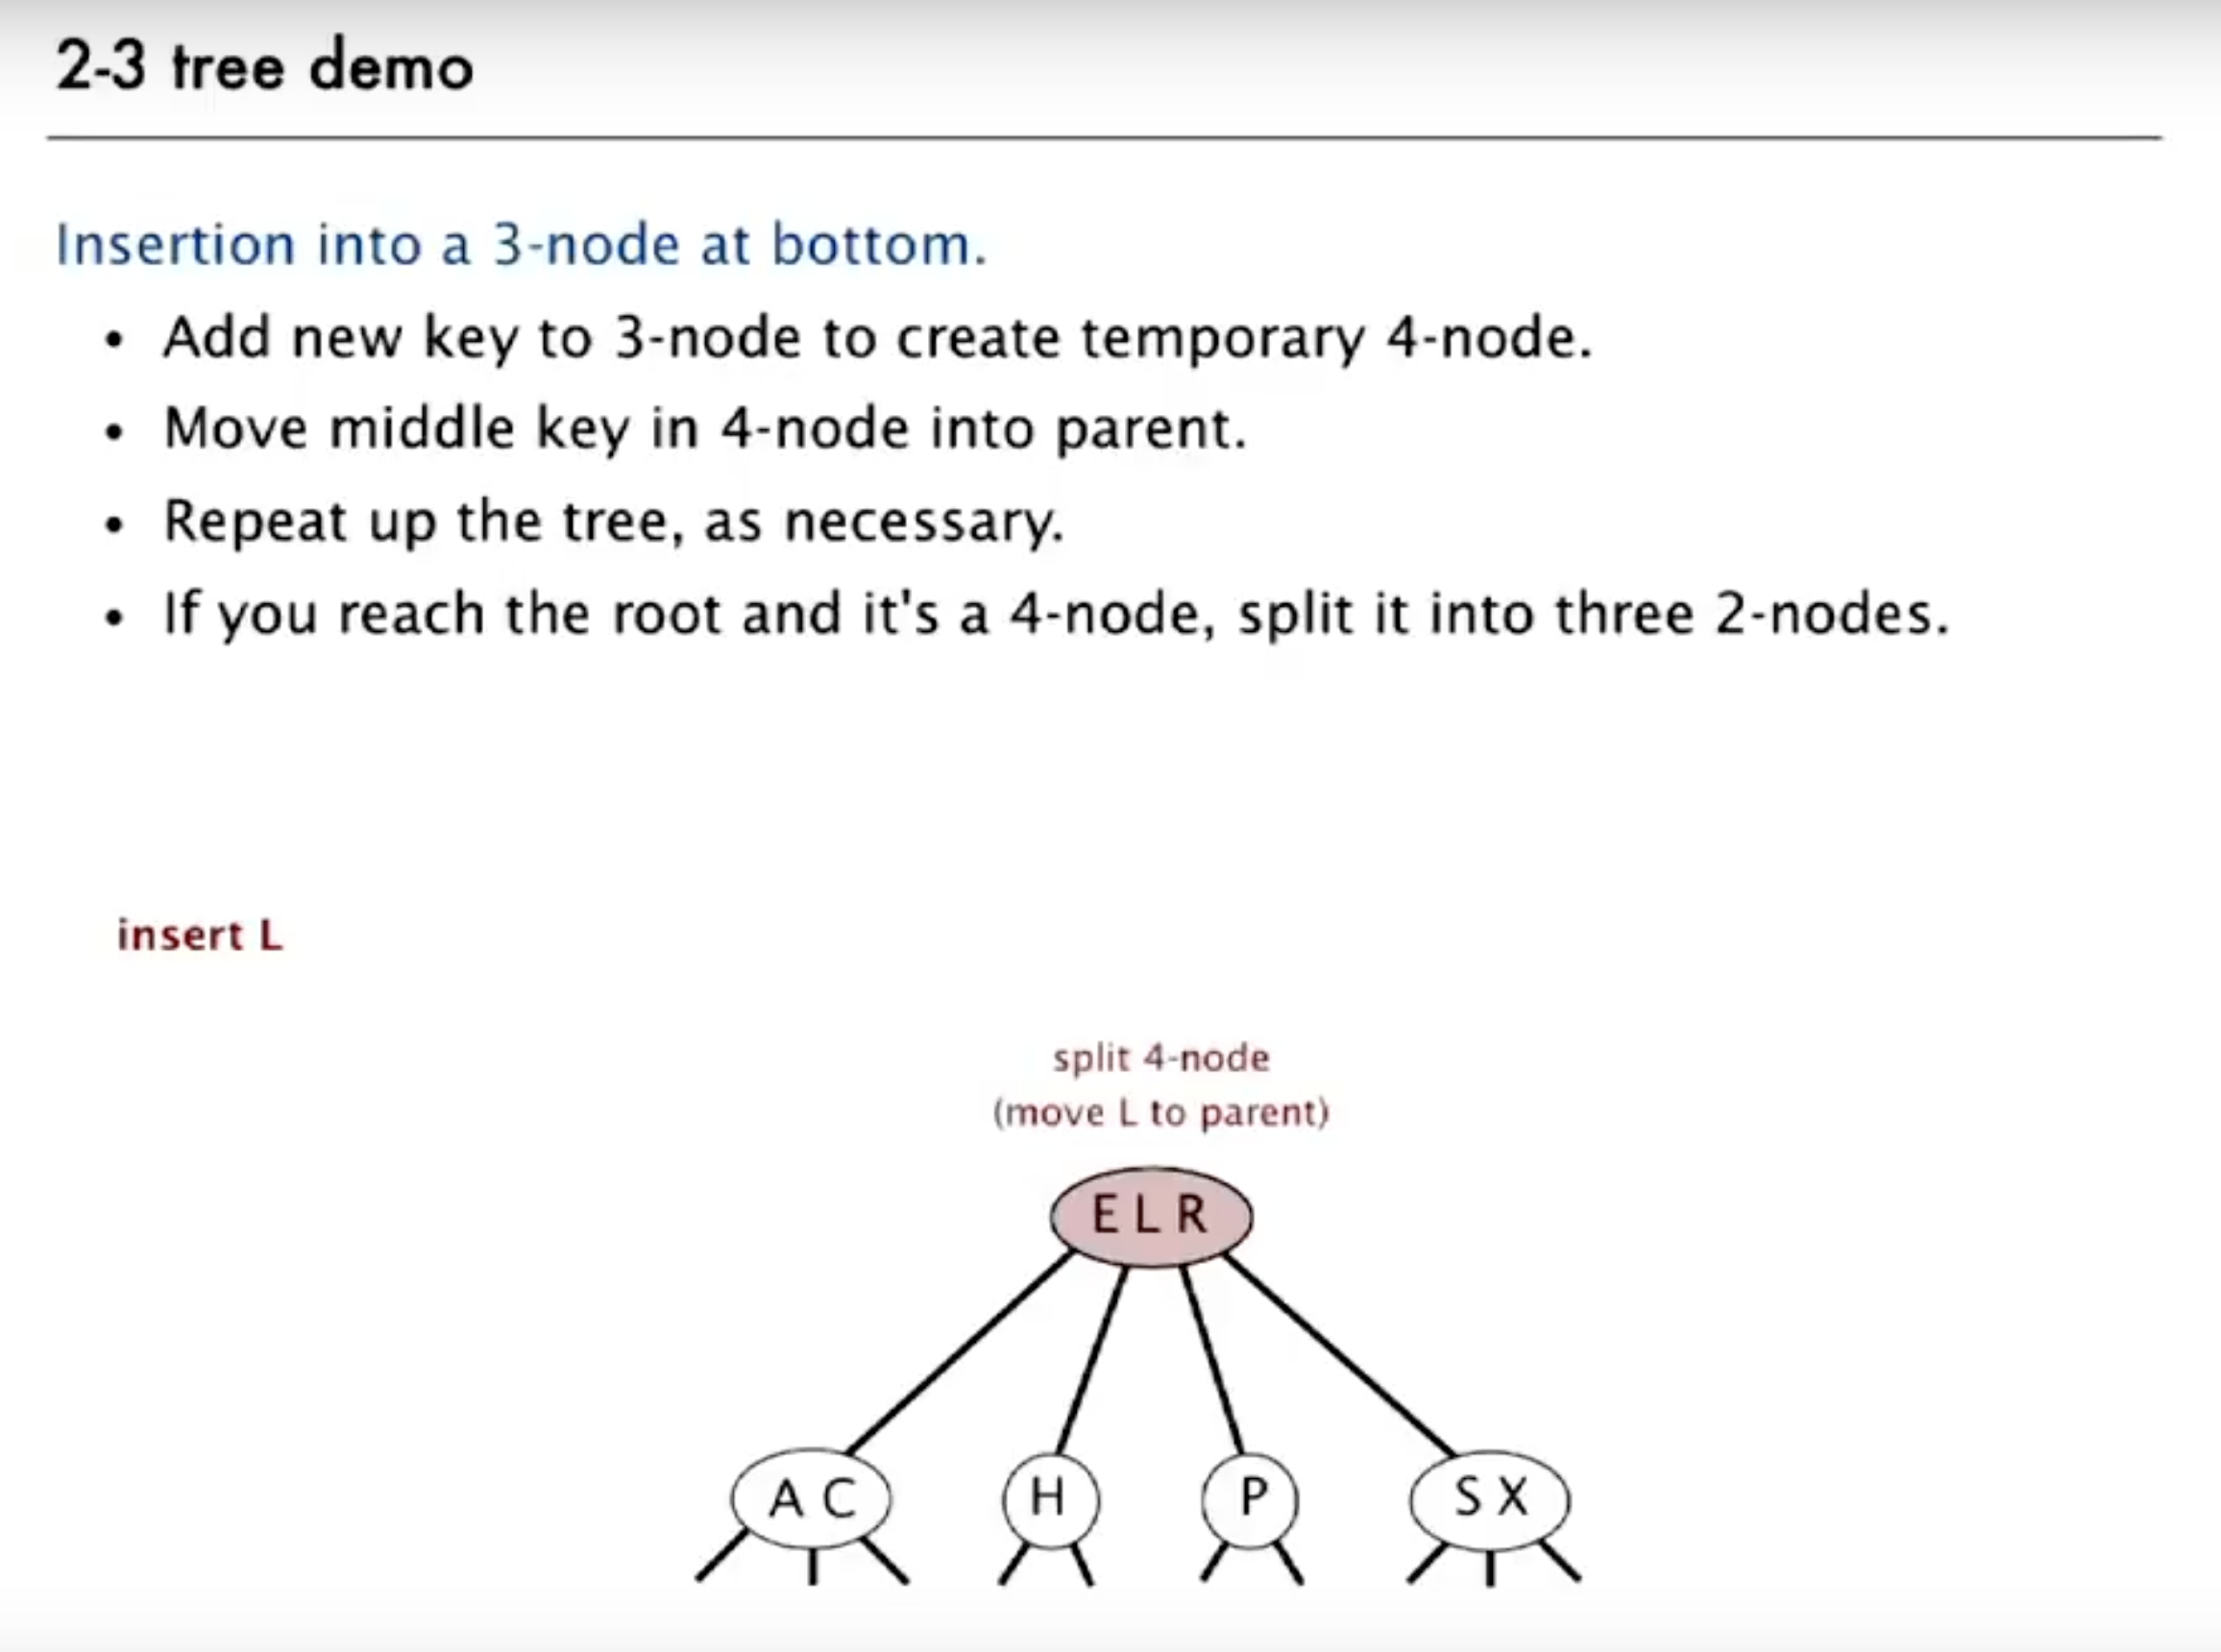 2-3 tree demo
Insertion into a 3-node at bottom.
• Add new key to 3-node to create temporary 4-node.
• Move middle key in 4-node into parent.
• Repeat up the tree, as necessary.
• If you reach the root and it's a 4-node, split it into three 2-nodes.
insert L
split 4-node
(move L to parent)
E L R
A C H P S X